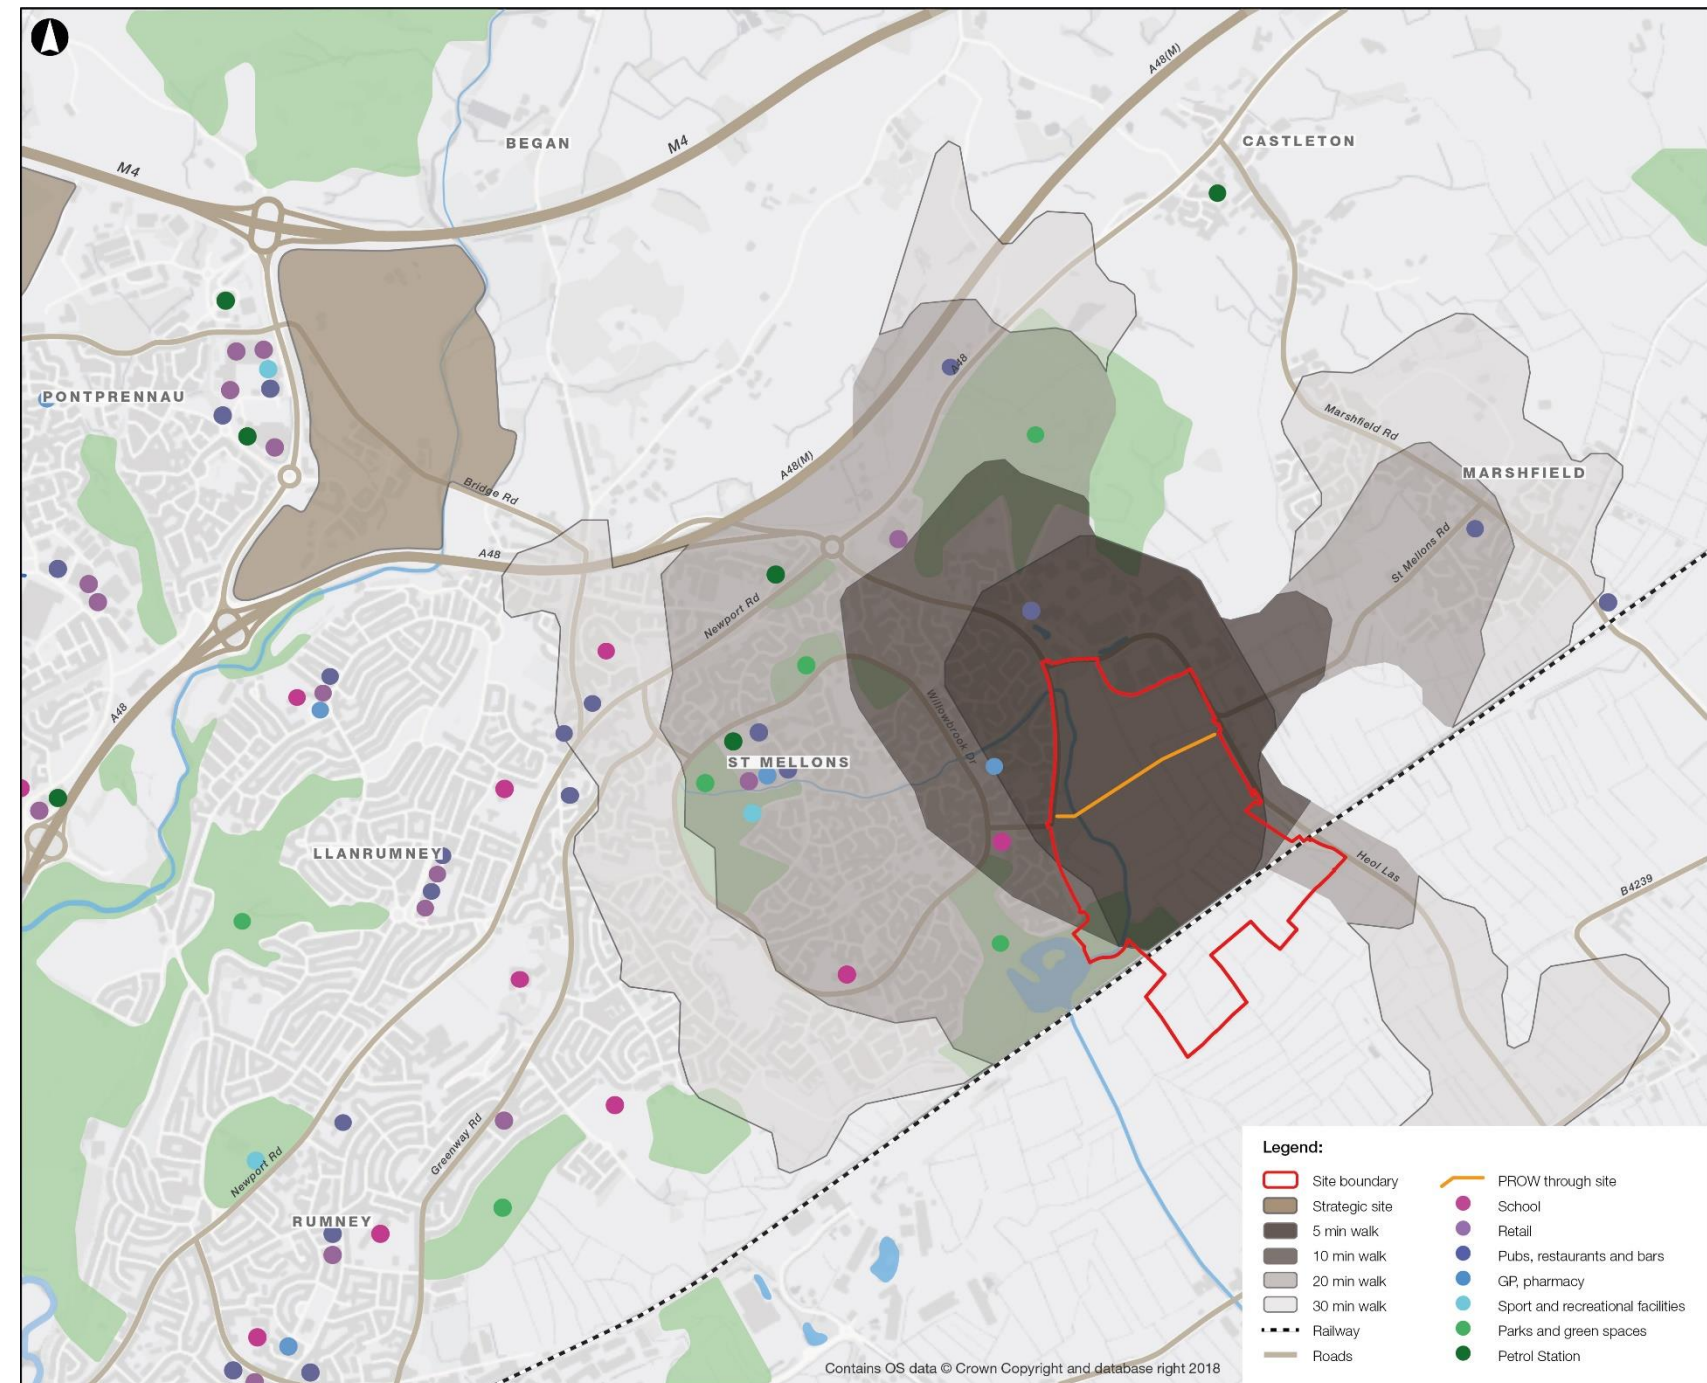 A48(M)
BEGAN
M4
CASTLETON
M4
A48
PONTPRENNAU
Marshfield Rd
A48(M)
MARSHFIELD
Bridge Rd
A48
St Mellons Rd
Newport Rd
A48
Willowbrook Dr
ST MELLONS
LLANRUMNEY
Heol Las
B4239
Greenway Rd
Newport Rd
RUMNEY
Legend:
Site boundary
Strategic site
5 min walk
10 min walk
20 min walk
30 min walk
Railway
Roads
PROW through site
School
Retail
Pubs, restaurants and bars
GP, pharmacy
Sport and recreational facilities
Parks and green spaces
Petrol Station
Contains OS data © Crown Copyright and database right 2018